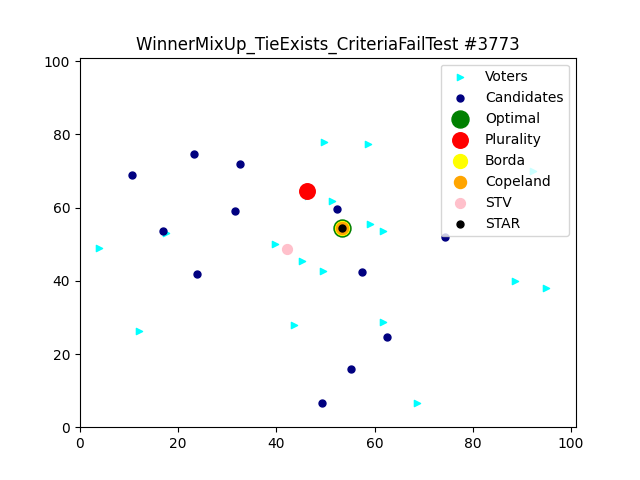 WinnerMixUp_TieExists_CriteriaFailTest #3773
100
80
60
40
20
0
0 20 40 60 80 100
Voters
Candidates
Optimal
Plurality
Borda
Copeland
STV
STAR